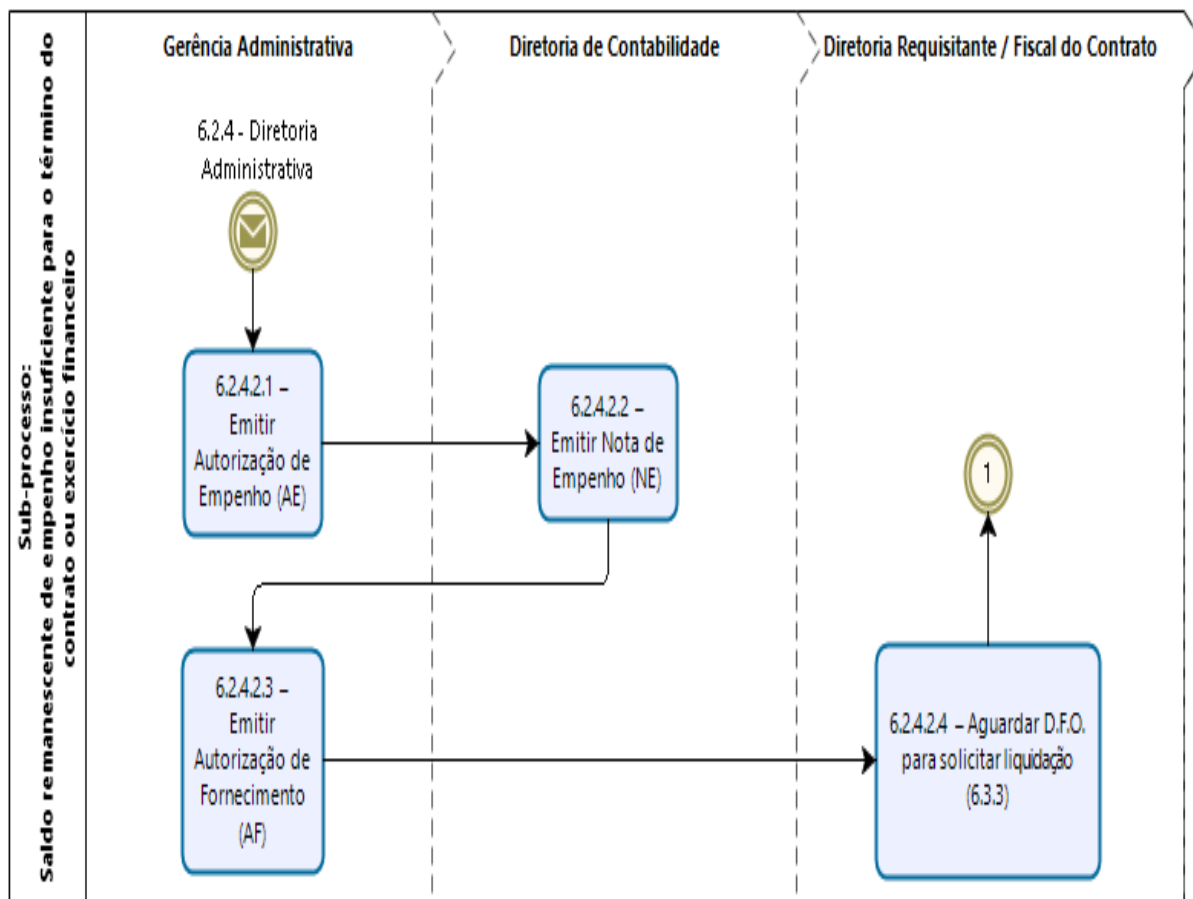 Sub-processo:
Saldo remanescente de empenho insuficiente para o término do
contrato ou exercício financeiro
Gerência Administrativa
Diretoria de Contabilidade
Diretoria Requisitante / Fiscal do Contrato
6.2.4 - Diretoria
Administrativa
6.2.4.2.1 –
Emitir
Autorização de
Empenho (AE)
6.2.4.2.2 –
Emitir Nota de
Empenho (NE)
1
6.2.4.2.3 –
Emitir
Autorização de
Fornecimento
(AF)
6.2.4.2.4 – Aguardar D.F.O.
para solicitar liquidação
(6.3.3)